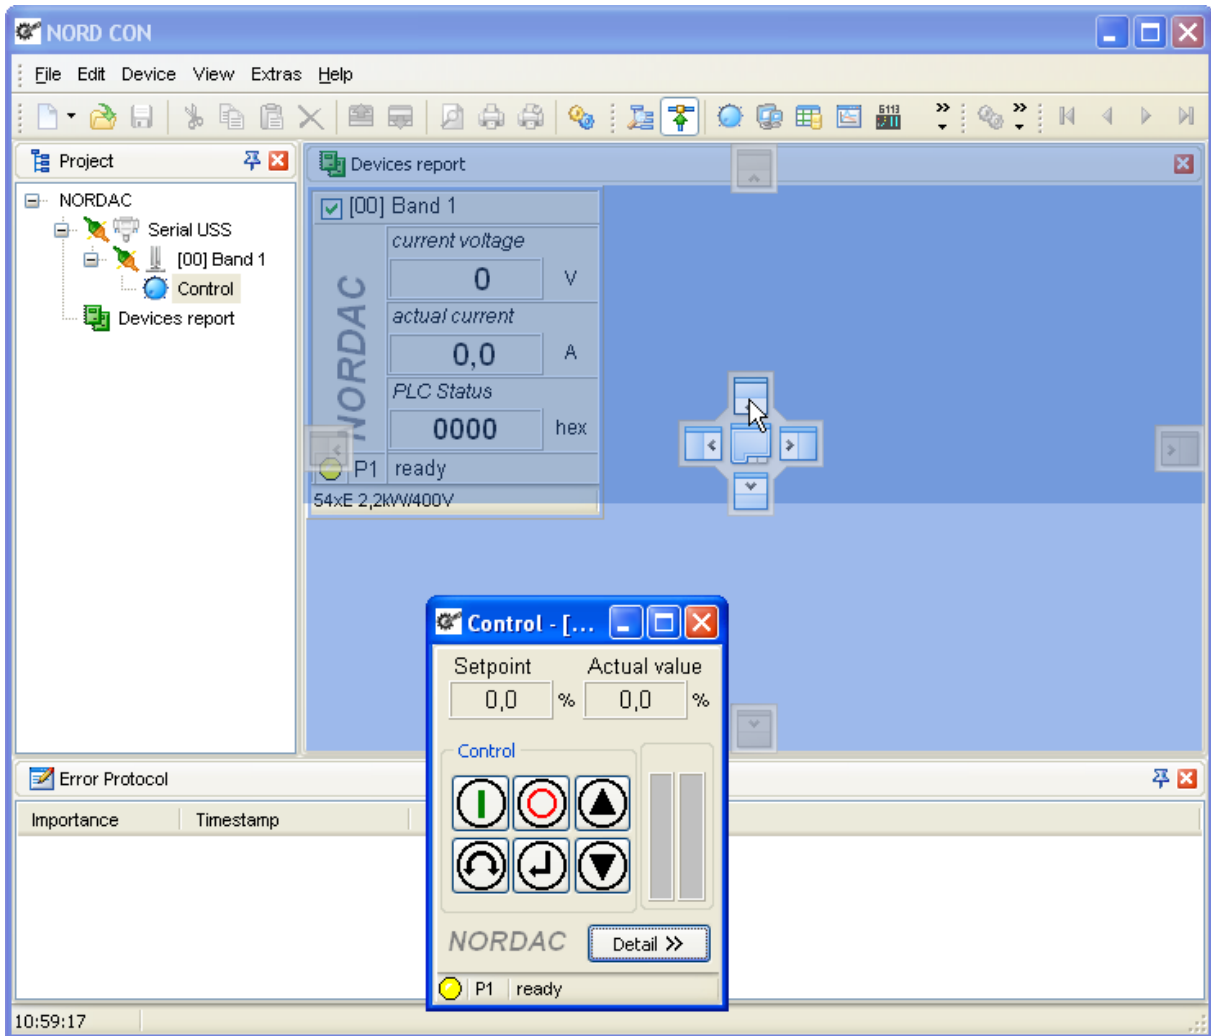 NORD CON
File Edit Device View Extras Help
Project
Devices report
NORDAC
Serial USS
[00] Band 1
Control
Devices report
[00] Band 1
NORDAC
current voltage
0 V
actual current
0,0 A
PLC Status
0000 hex
P1 ready
54xE 2,2kW/400V
Control - [...
Setpoint Actual value
0,0 % 0,0 %
Control
NORDAC Detail >>
P1 ready
Error Protocol
Importance Timestamp
10:59:17